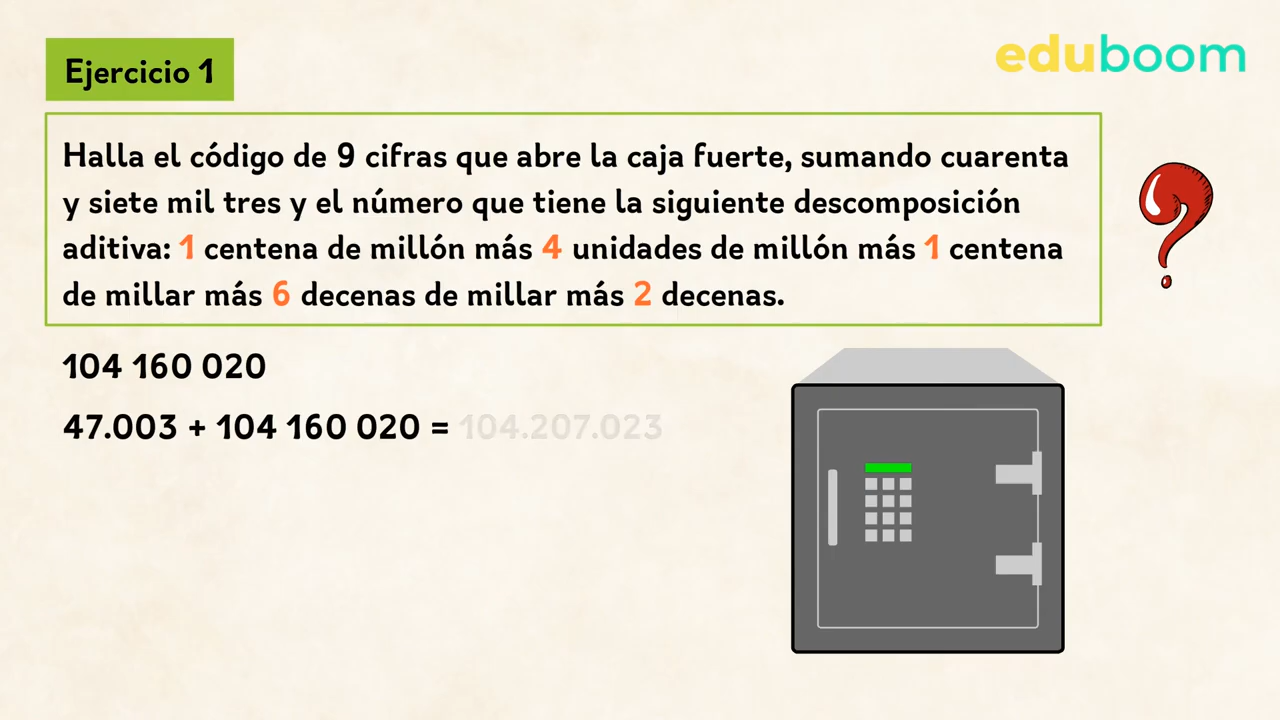 Ejercicio 1
eduboom
Halla el código de 9 cifras que abre la caja fuerte, sumando cuarenta
y siete mil tres y el número que tiene la siguiente descomposición
aditiva: 1 centena de millón más 4 unidades de millón más 1 centena
de millar más 6 decenas de millar más 2 decenas.
104 160 020
47.003 + 104 160 020 = 104.207.023